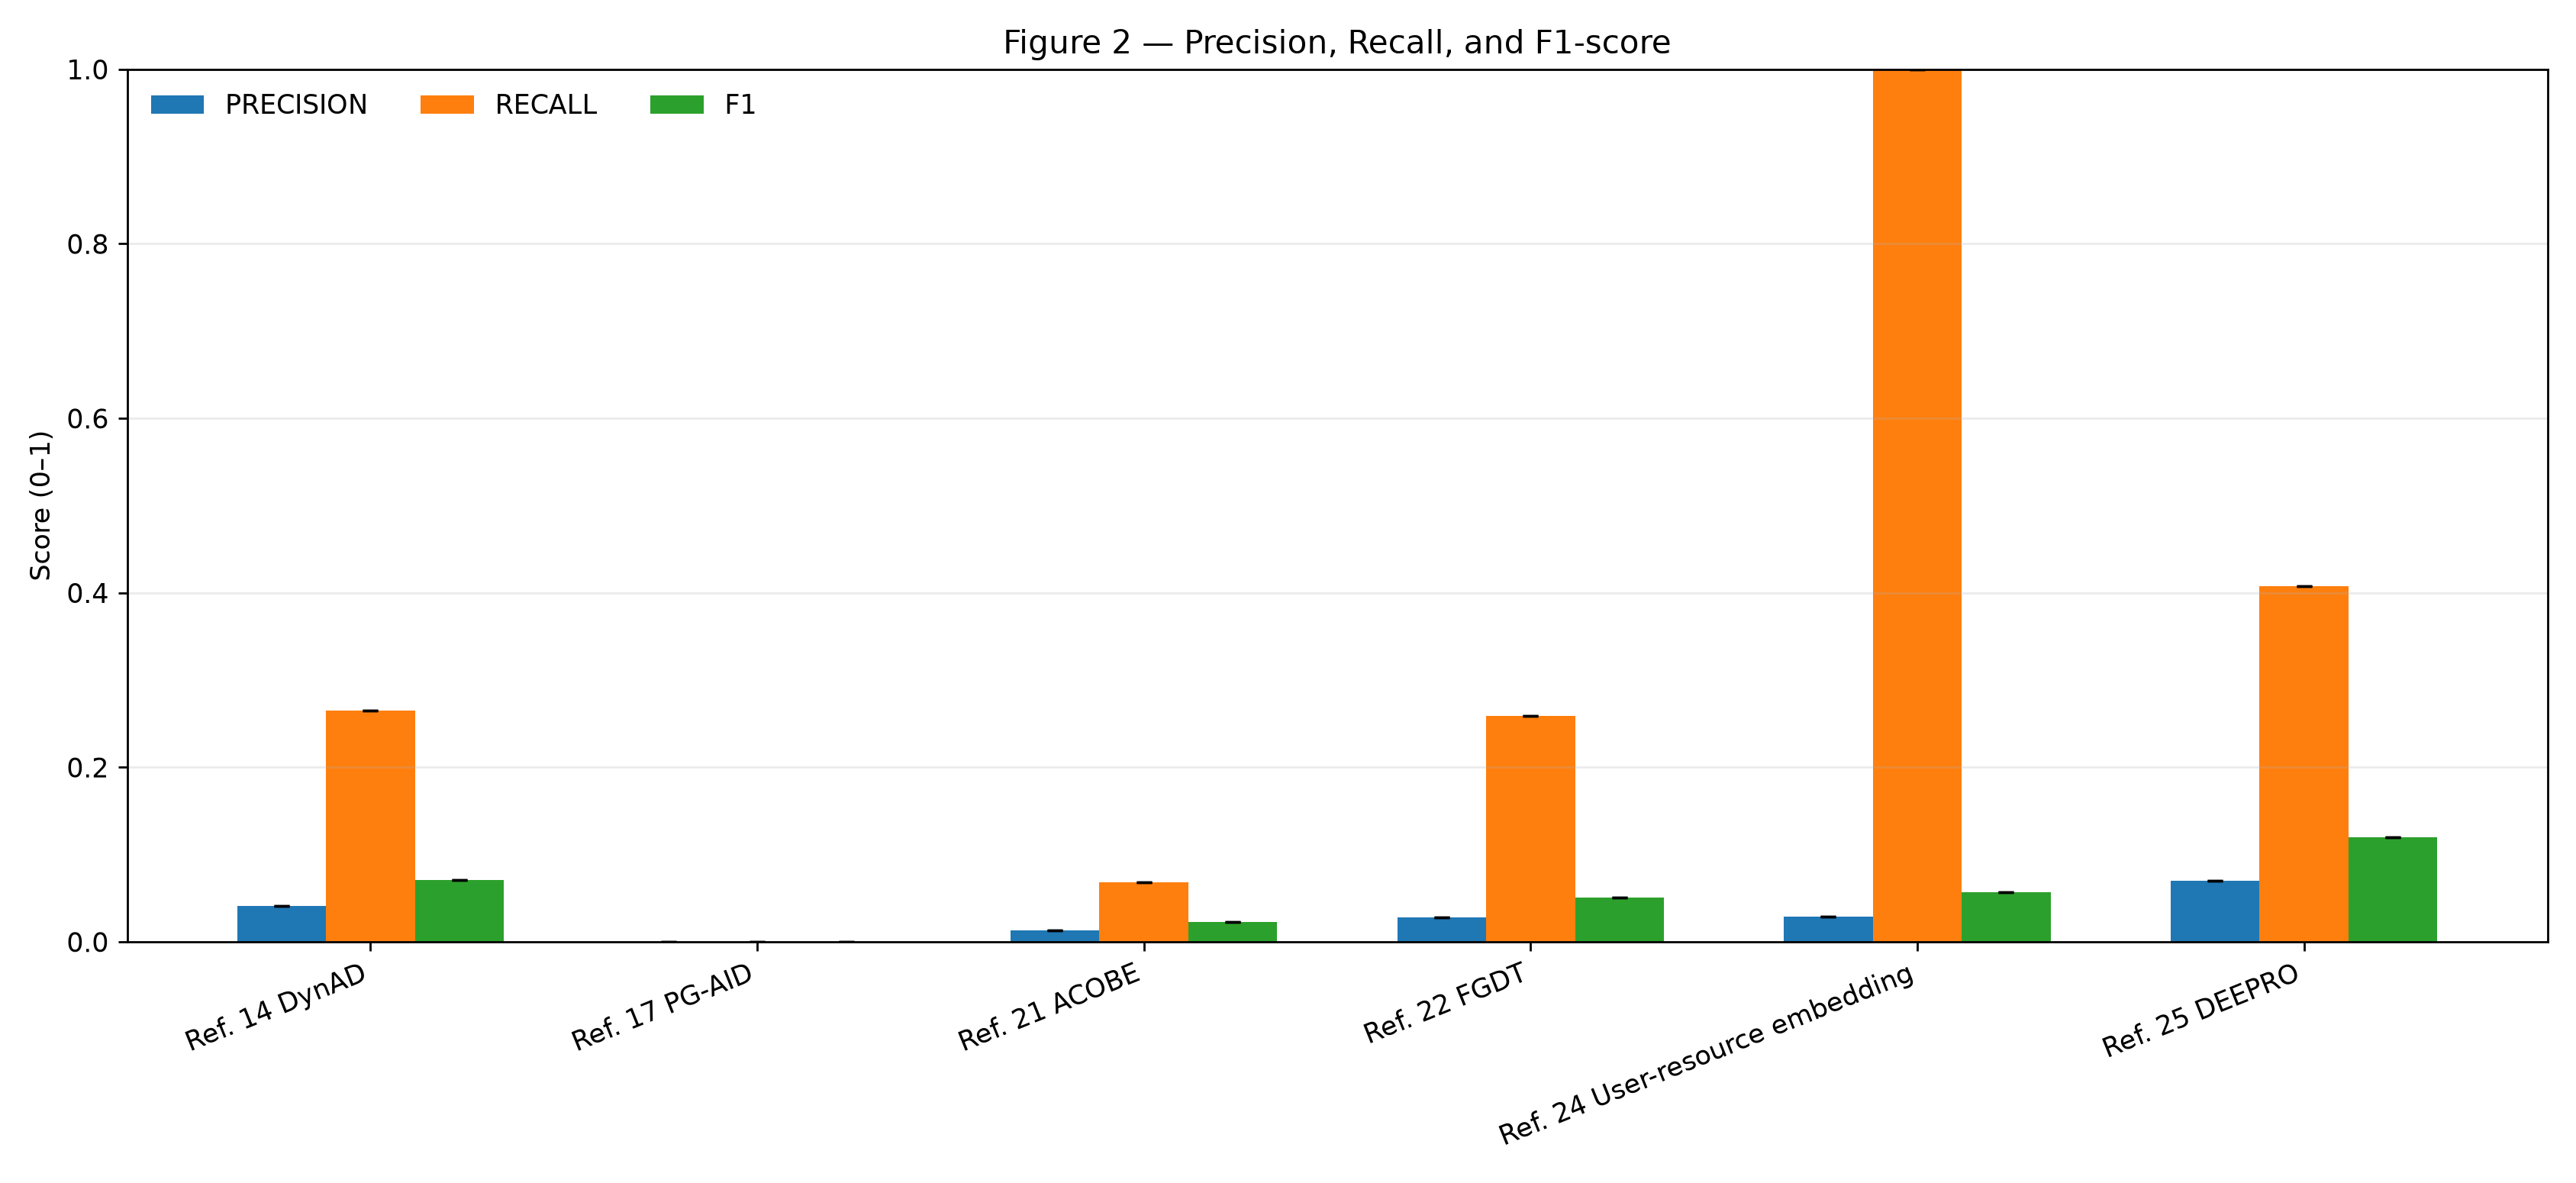 Figure 2 — Precision, Recall, and F1-score
PRECISION RECALL F1
Score (0–1)
1.0
0.8
0.6
0.4
0.2
0.0
Ref. 14 DynAD
Ref. 17 PG-AID
Ref. 21 ACOBE
Ref. 22 FGDT
Ref. 24 User-resource embedding
Ref. 25 DEEPRO